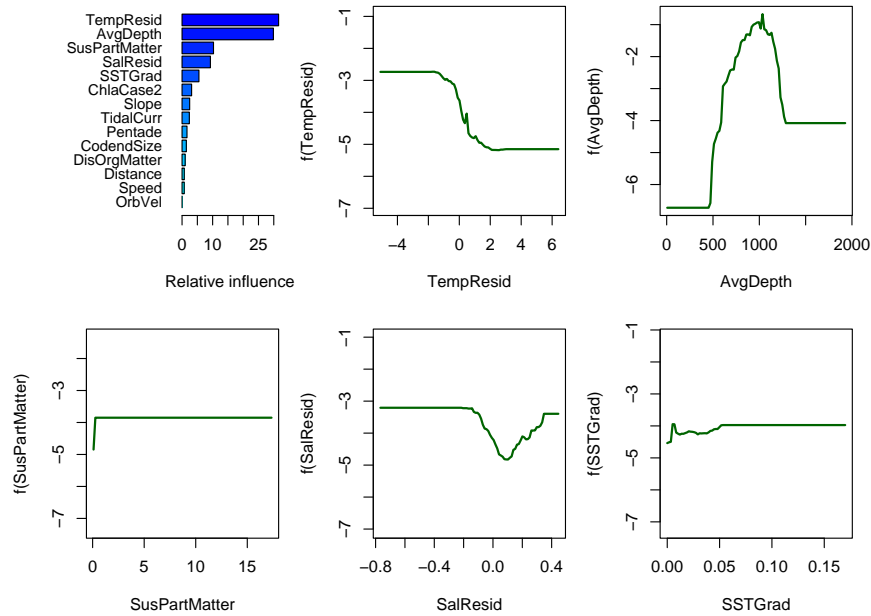 TempResid
AvgDepth
SusPartMatter
SalResid
SSTGrad
ChlaCase2
Slope
TidalCurr
Pentade
CodendSize
DisOrgMatter
Distance
Speed
OrbVel
0 10 25
Relative influence
f(TempResid)
−1
−3
−5
−7
−4 0 2 4 6
TempResid
f(AvgDepth)
−2
−4
−6
0 500 1000 2000
AvgDepth
f(SusPartMatter)
−3
−5
−7
0 5 10 15
SusPartMatter
f(SalResid)
−1
−3
−5
−7
−0.8 −0.4 0.0 0.4
SalResid
f(SSTGrad)
−1
−3
−5
−7
0.00 0.05 0.10 0.15
SSTGrad